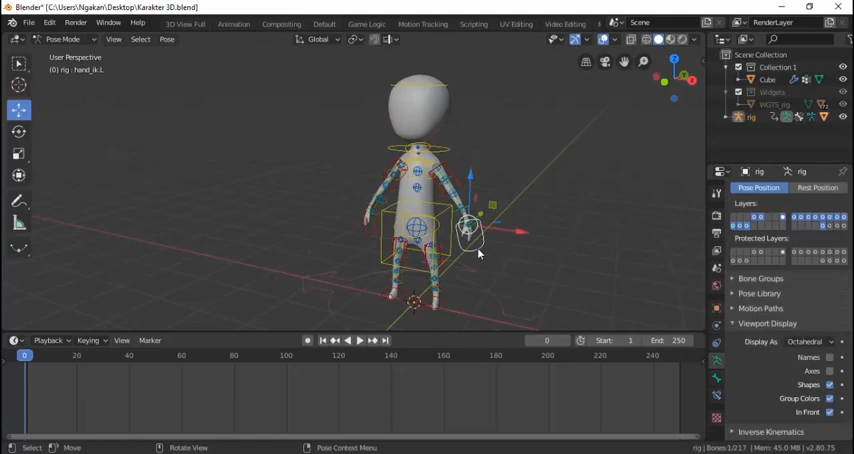 Blender* [C:\Users\Ngakan\Desktop\Karakter 3D.blend]
File Edit Render Window Help 3D View Full Animation Compositing Default Game Logic Motion Tracking Scripting UV Editing Video Editing Scene RenderLayer
Pose Mode View Select Pose Global
User Perspective
(0) rig : hand_ik.L
Z
Y
X
Scene Collection
Collection 1
Cube
Widgets
WGTS_rig
rig
rig rig
Pose Position Rest Position
Layers:
Protected Layers:
Bone Groups
Pose Library
Motion Paths
Viewport Display
Display As Octahedral
Names
Axes
Shapes
Group Colors
In Front
Inverse Kinematics
Playback Keying View Marker 0 Start: 1 End: 250
0 20 40 60 80 100 120 140 160 180 200 220 240
Select Move Rotate View Pose Context Menu rig | Bones:1/217 | Mem: 45.0 MB | v2.80.75